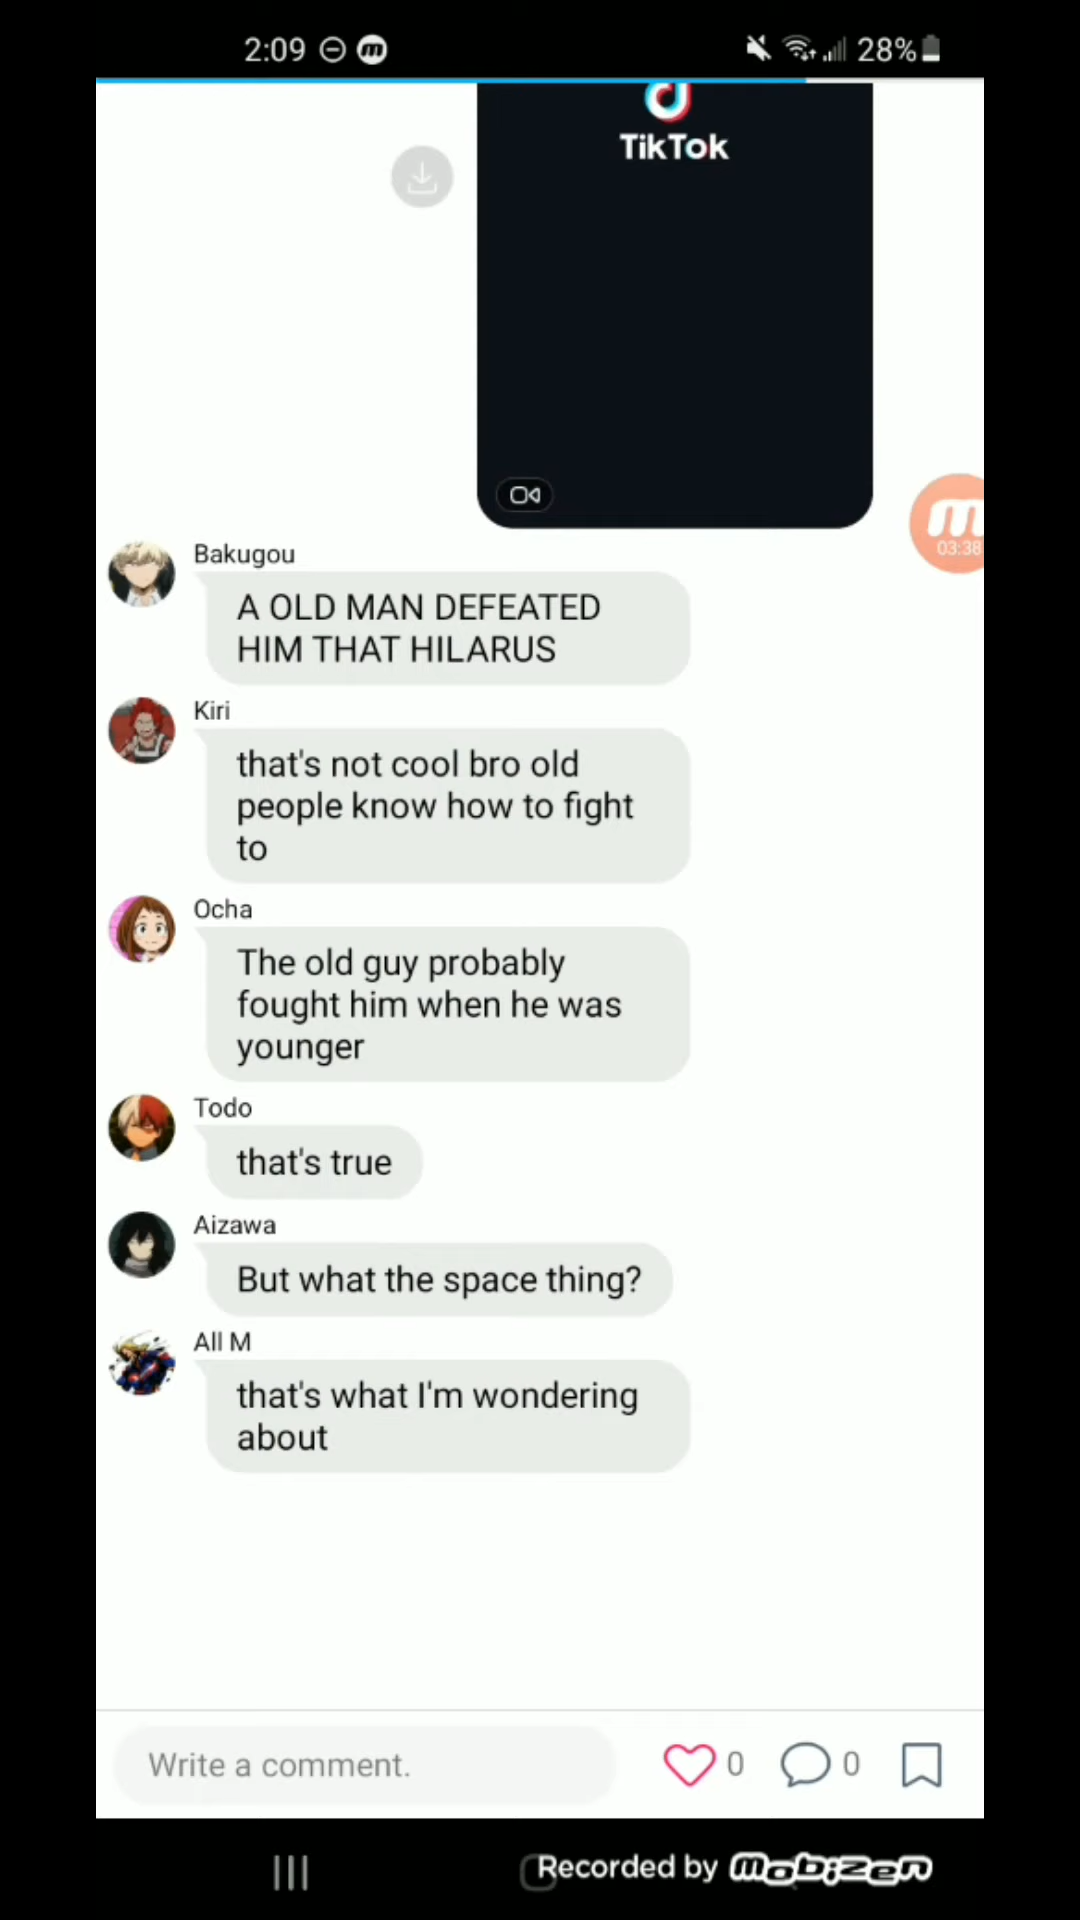 2:09
28%
TikTok
03:38
Bakugou
A OLD MAN DEFEATED
HIM THAT HILARUS
Kiri
that's not cool bro old
people know how to fight
to
Ocha
The old guy probably
fought him when he was
younger
Todo
that's true
Aizawa
But what the space thing?
All M
that's what I'm wondering
about
Write a comment.
0
0
Recorded by Mobizen